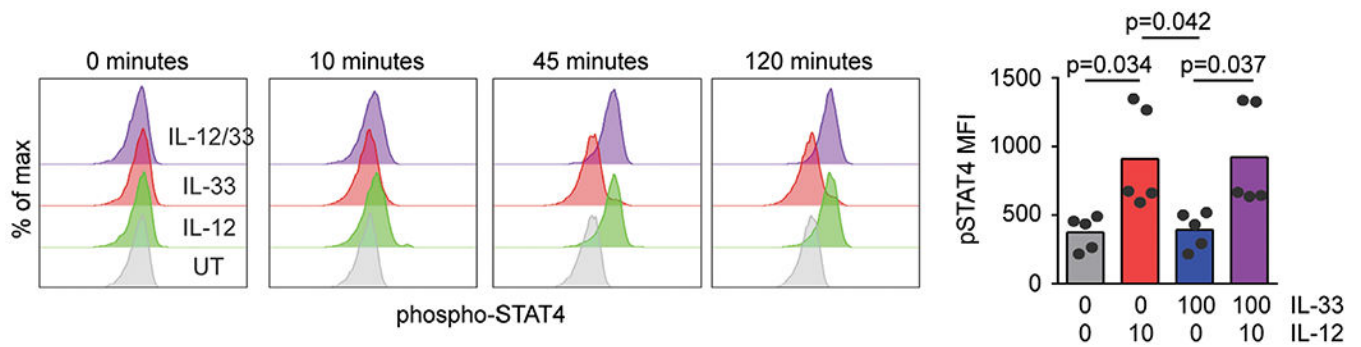 0 minutes
10 minutes
45 minutes
120 minutes
% of max
IL-12/33
IL-33
IL-12
UT
phospho-STAT4
p=0.042
p=0.034
p=0.037
pSTAT4 MFI
1500
1000
500
0
0 0 100 100 IL-33
0 10 0 10 IL-12